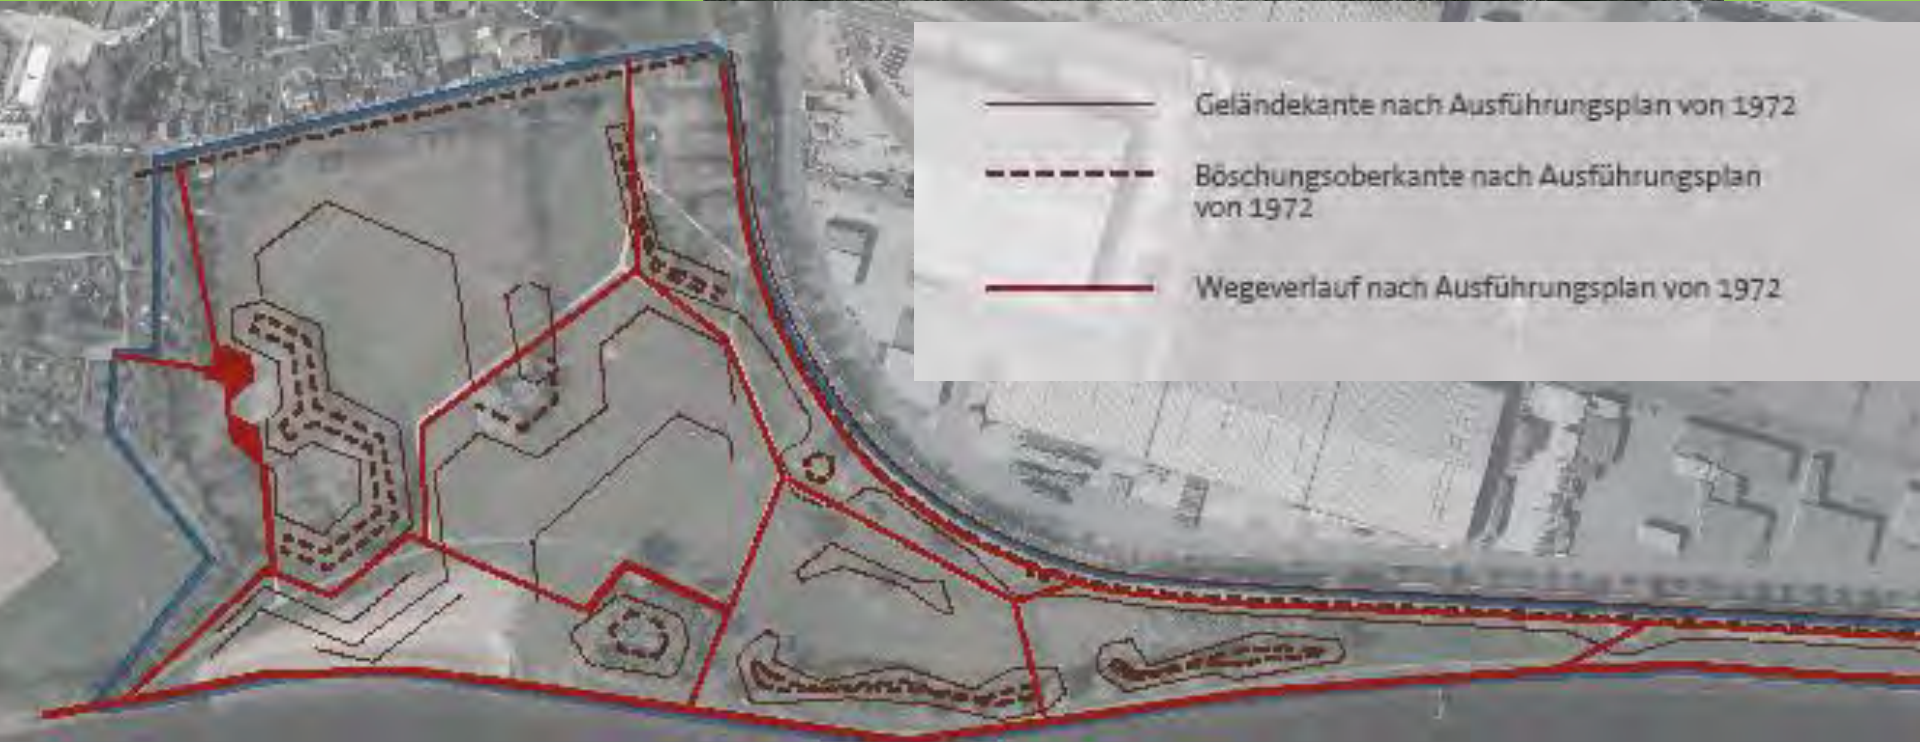 Geländekante nach Ausführungsplan von 1972
Böschungsoberkante nach Ausführungsplan
von 1972
Wegeverlauf nach Ausführungsplan von 1972